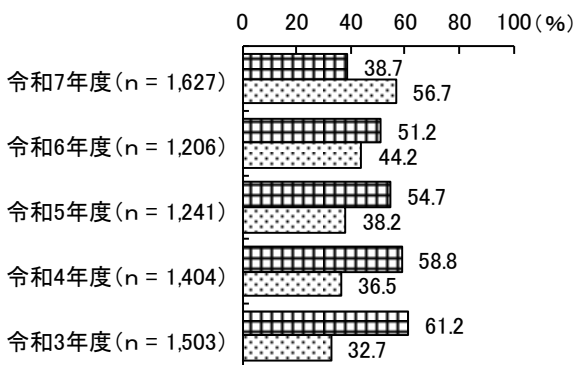 0 20 40 60 80 100(%)
令和7年度(n = 1,627) 38.7
56.7
令和6年度(n = 1,206) 51.2
44.2
令和5年度(n = 1,241) 54.7
38.2
令和4年度(n = 1,404) 58.8
36.5
令和3年度(n = 1,503) 61.2
32.7